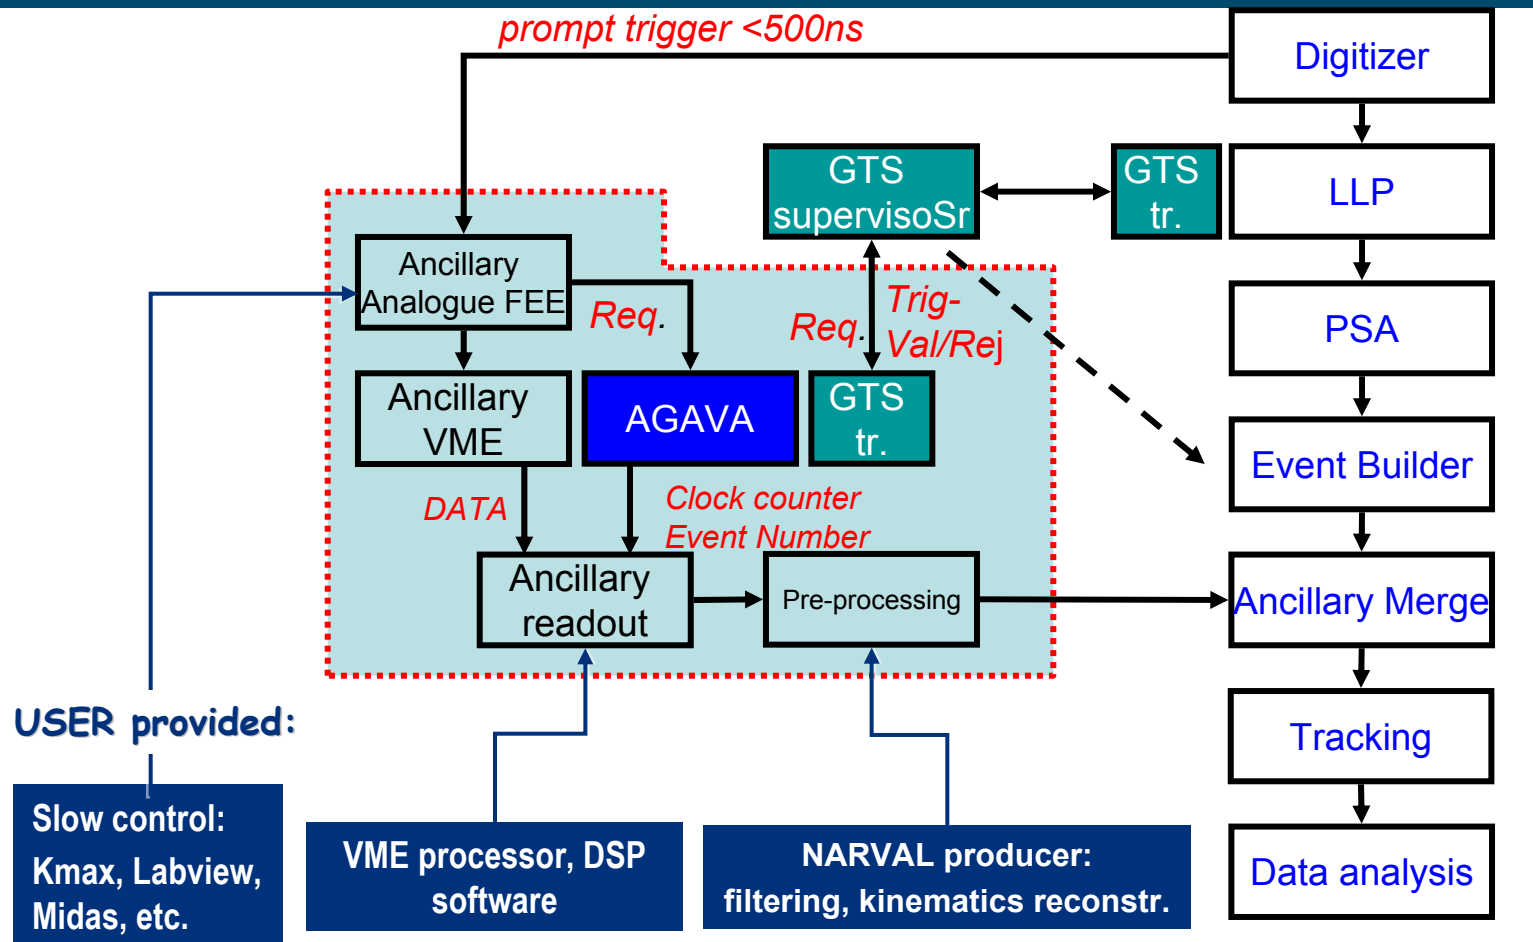 prompt trigger <500ns
Digitizer
GTS
supervisoSr
GTS
tr.
LLP
Ancillary
Analogue FEE
Req.
Req.
Trig-
Val/Rej
PSA
Ancillary
VME
AGAVA
GTS
tr.
Event Builder
DATA
Clock counter
Event Number
Ancillary
readout
Pre-processing
Ancillary Merge
USER provided:
Tracking
Slow control:
Kmax, Labview,
Midas, etc.
VME processor, DSP
software
NARVAL producer:
filtering, kinematics reconstr.
Data analysis